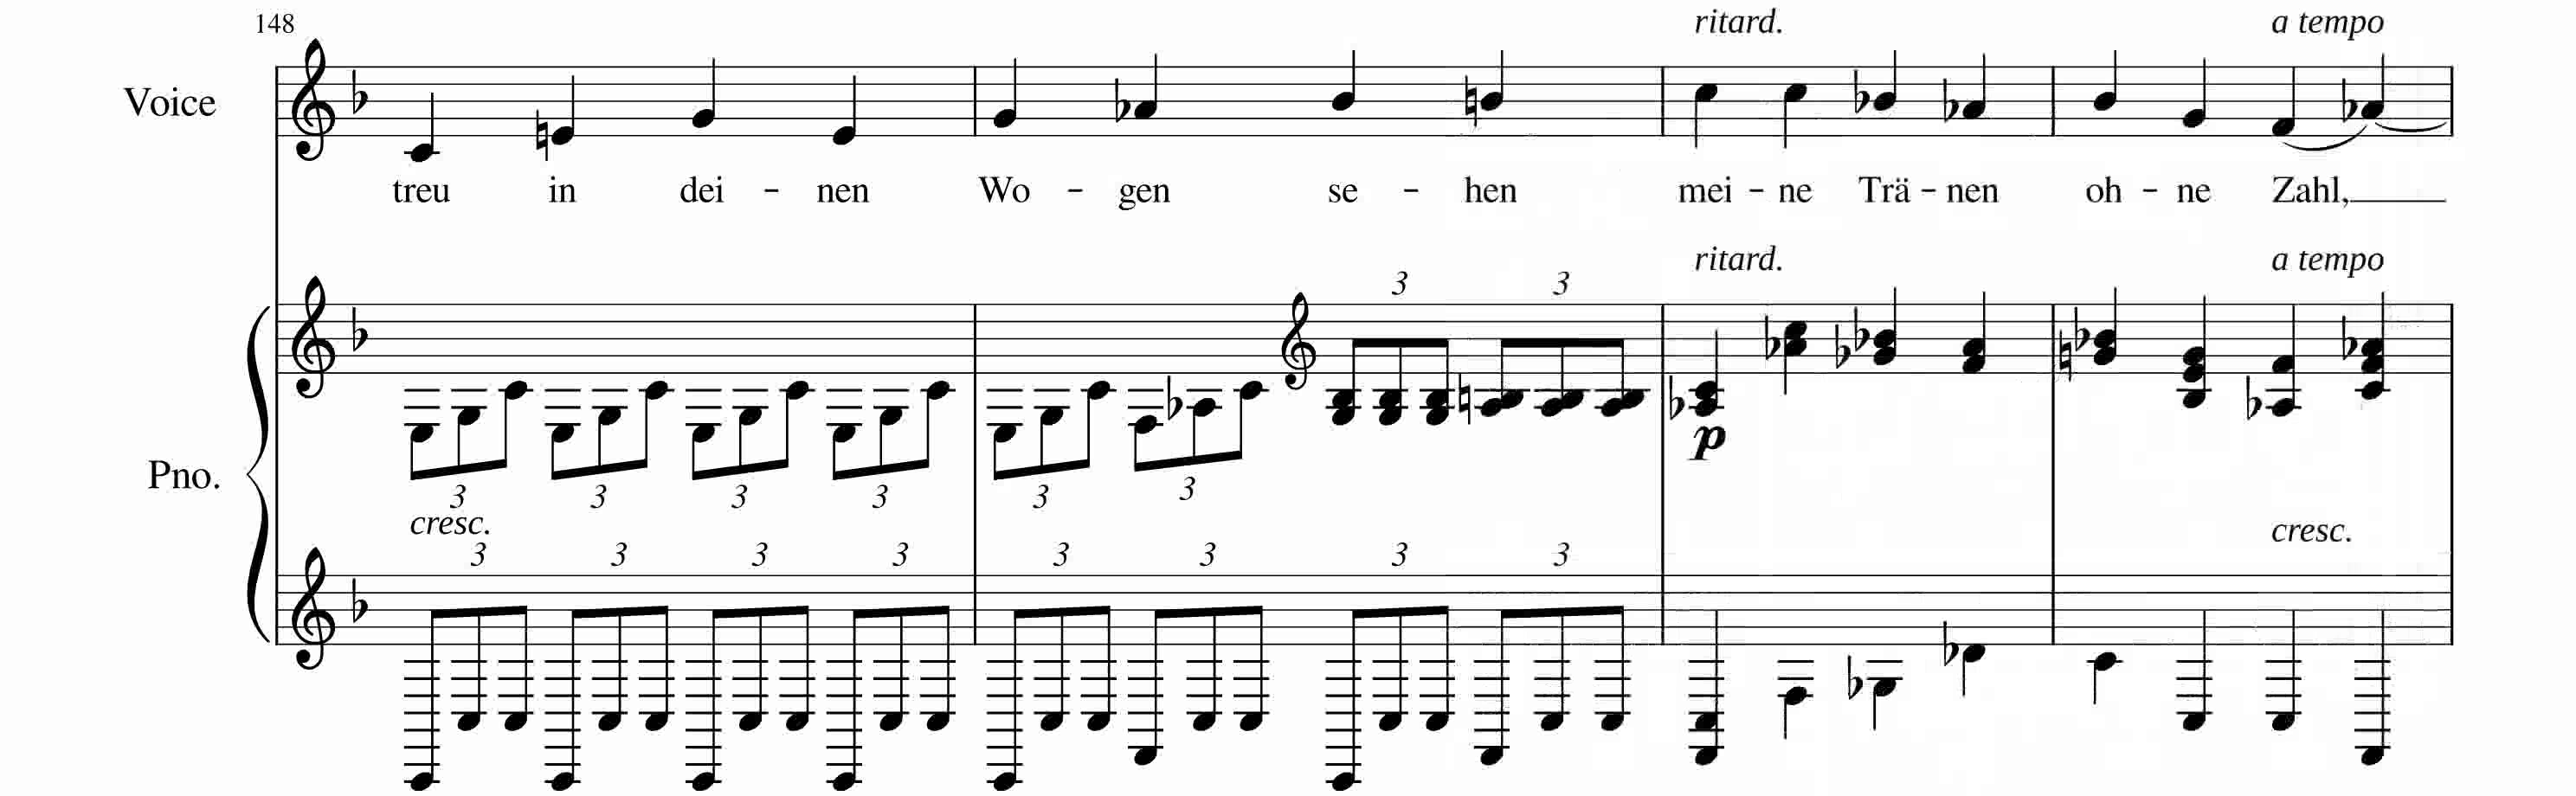 148
ritard. a tempo
Voice
treu in dei - nen Wo - gen se - hen mei - ne Trä - nen oh - ne Zahl,
ritard. a tempo
3 3
p
Pno.
3 3 3 3 3 3
cresc. cresc.
3 3 3 3 3 3 3 3